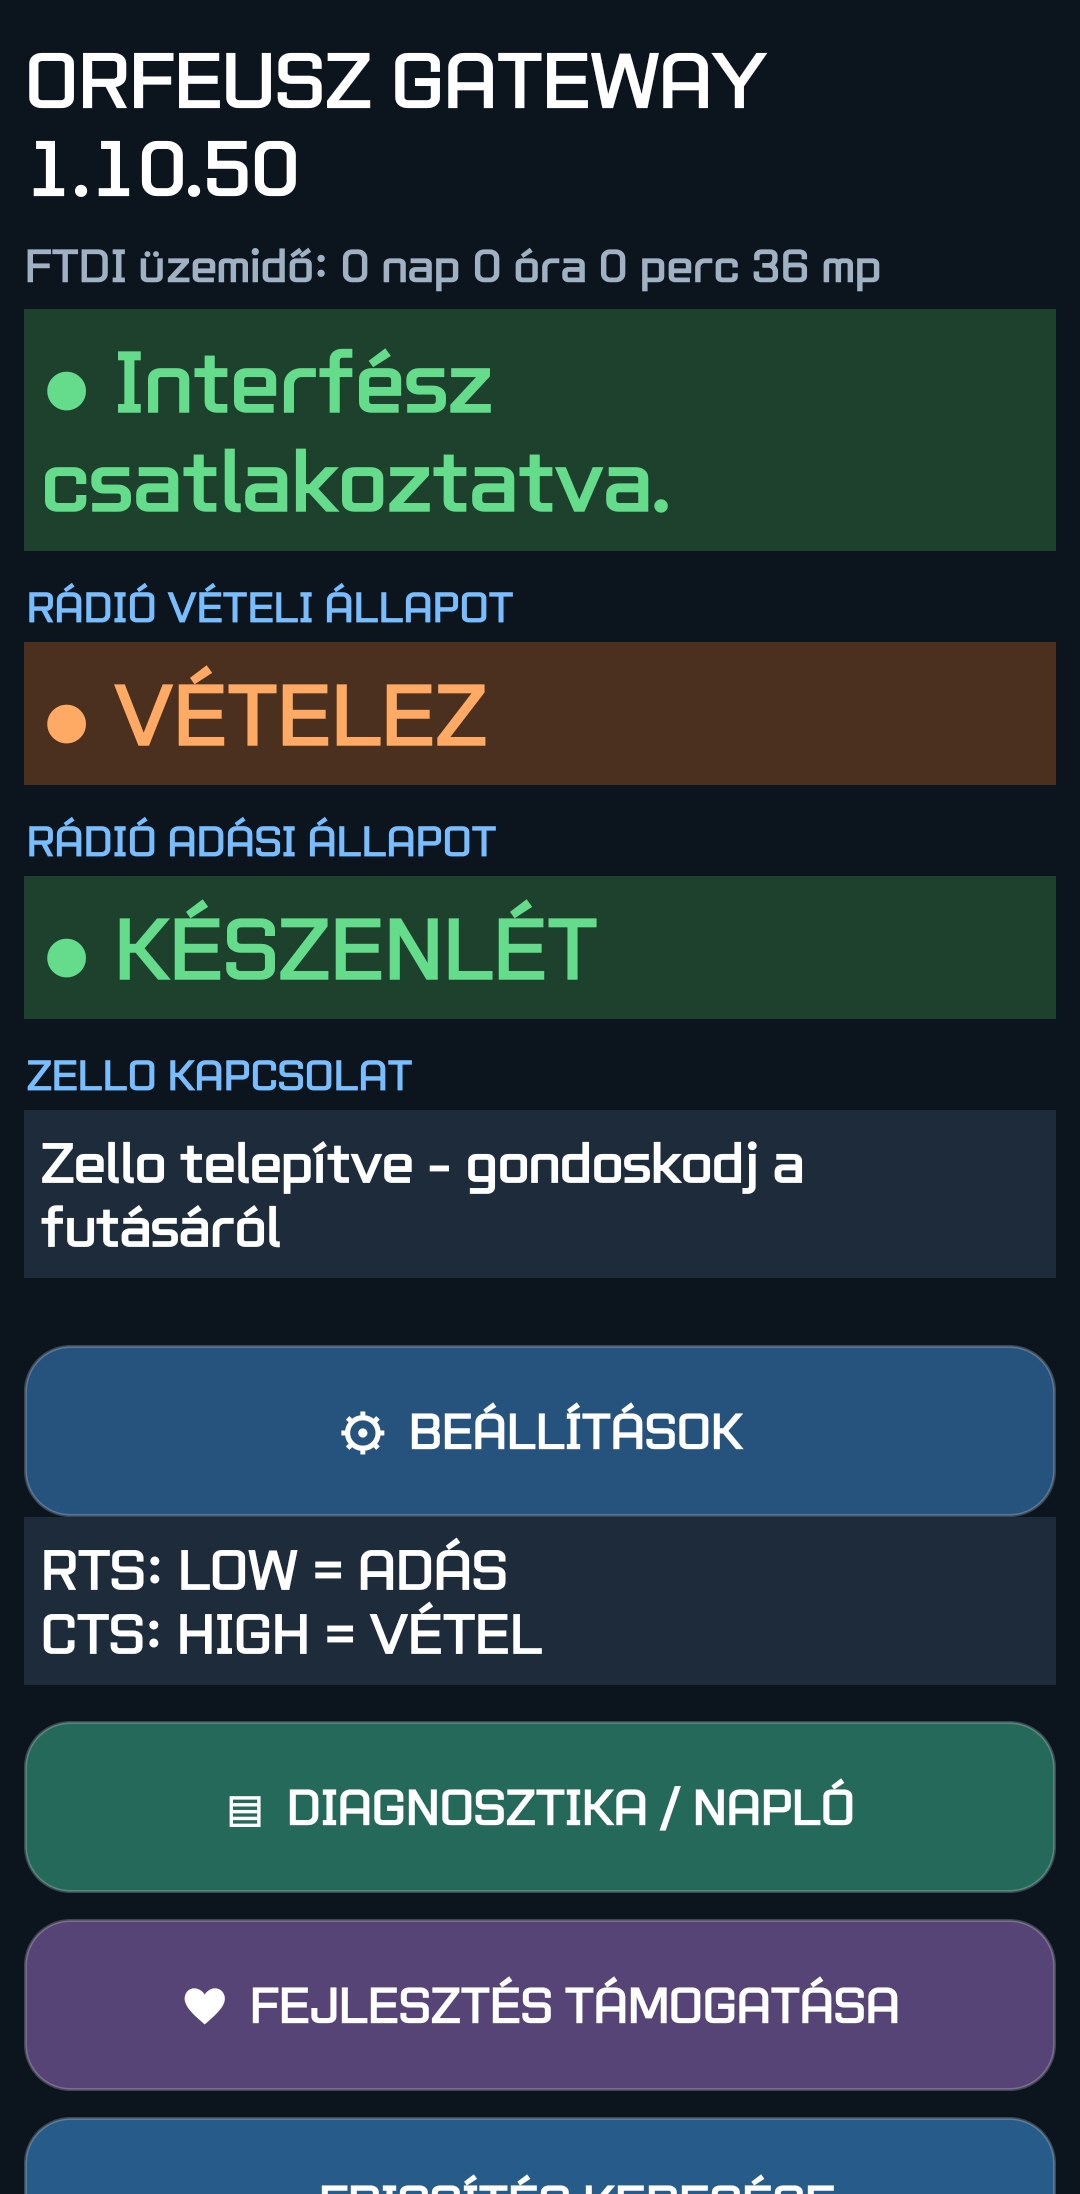 ORFEUSZ GATEWAY
1.10.50
FTDI üzemidő: 0 nap 0 óra 0 perc 36 mp
● Interfész
csatlakoztatva.
RÁDIÓ VÉTELI ÁLLAPOT
● VÉTELEZ
RÁDIÓ ADÁSI ÁLLAPOT
● KÉSZENLÉT
ZELLO KAPCSOLAT
Zello telepítve - gondoskodj a
futásáról
⚙ BEÁLLÍTÁSOK
RTS: LOW = ADÁS
CTS: HIGH = VÉTEL
▤ DIAGNOSZTIKA / NAPLÓ
♥ FEJLESZTÉS TÁMOGATÁSA
FRISSÍTÉS KERESÉSE